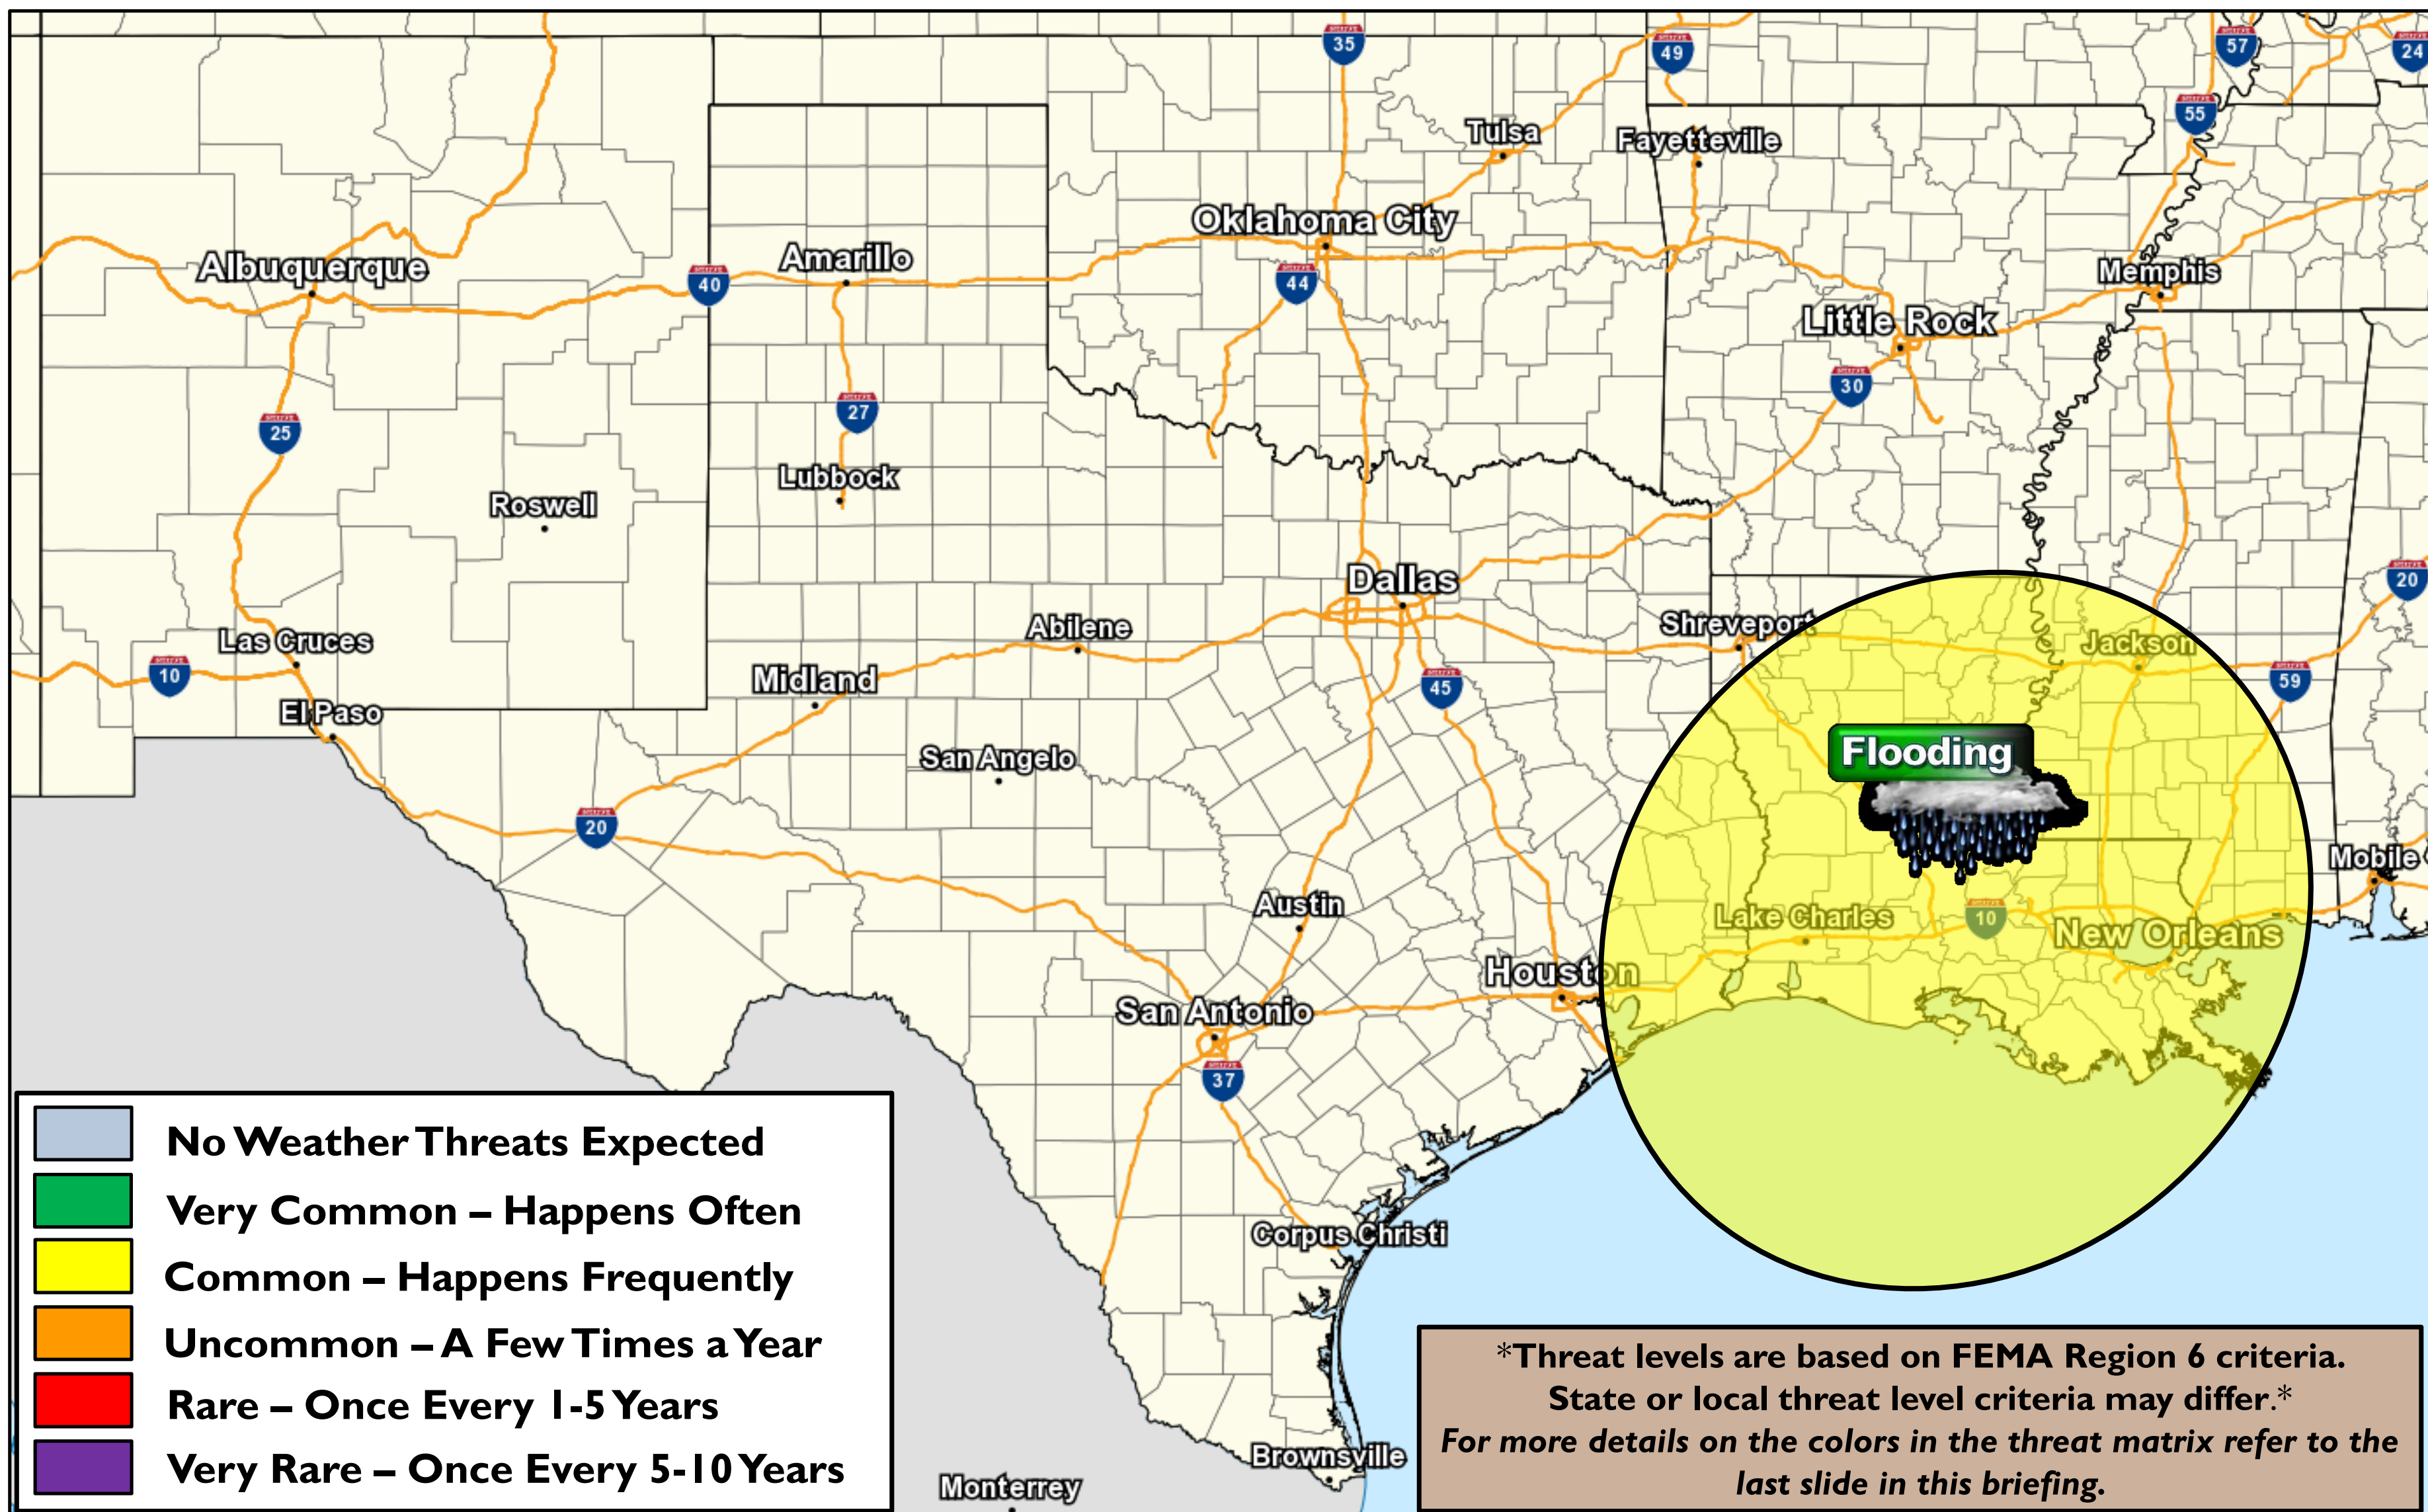 35
49
57
24
55
Tulsa
Fayetteville
Oklahoma City
Albuquerque
Amarillo
40
44
Memphis
Little Rock
30
27
25
Lubbock
Roswell
Dallas
20
Shreveport
Abilene
Las Cruces
Jackson
10
Midland
45
59
El Paso
San Angelo
Flooding
20
Mobile
Austin
Lake Charles
10
New Orleans
Houston
San Antonio
37
Corpus Christi
Brownsville
Monterrey
No Weather Threats Expected
Very Common – Happens Often
Common – Happens Frequently
Uncommon – A Few Times a Year
Rare – Once Every 1-5 Years
Very Rare – Once Every 5-10 Years
*Threat levels are based on FEMA Region 6 criteria.
State or local threat level criteria may differ.*
For more details on the colors in the threat matrix refer to the
last slide in this briefing.